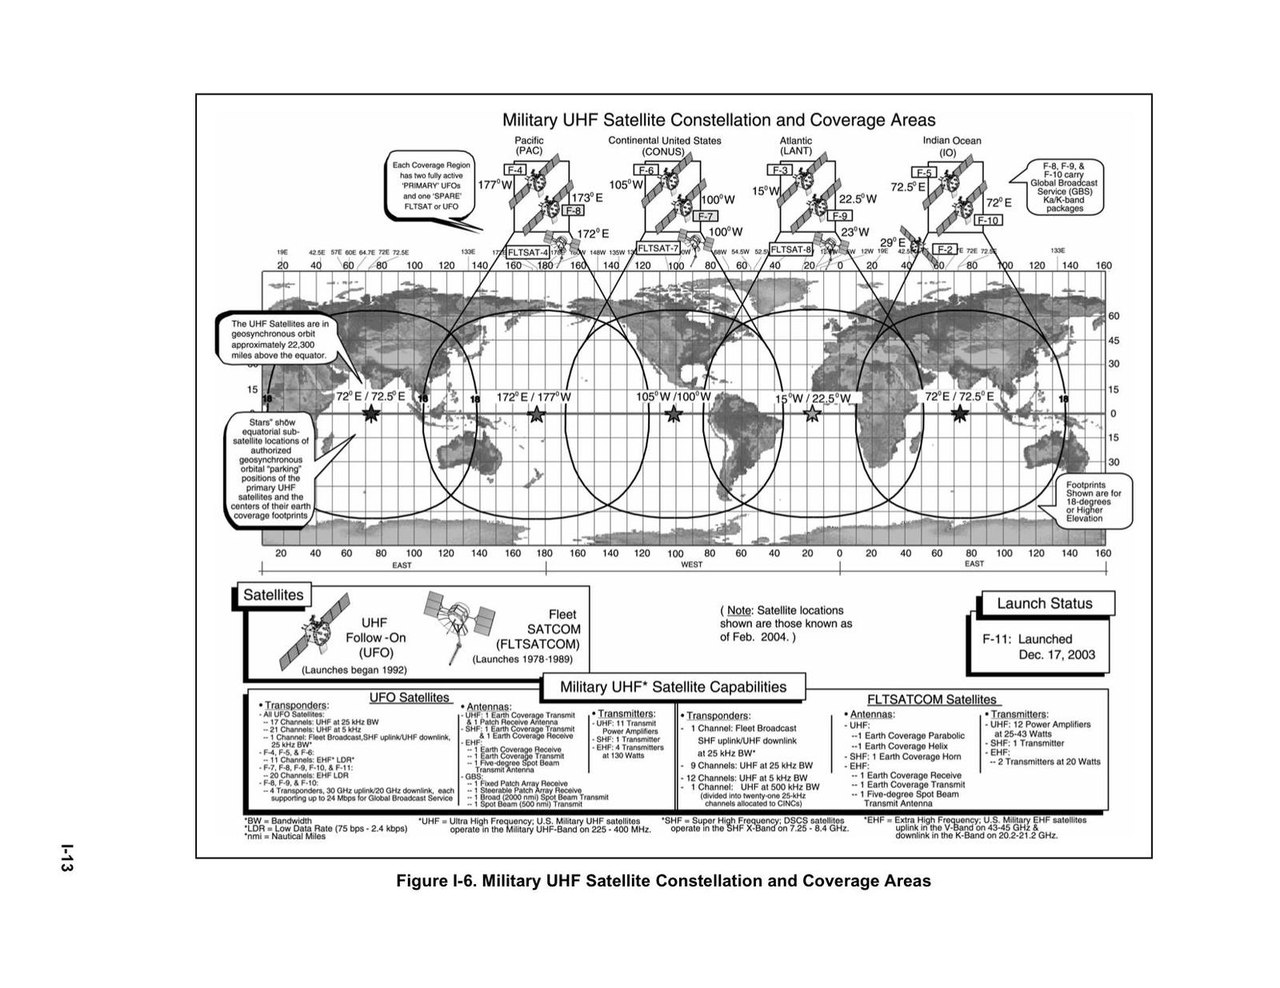 Military UHF Satellite Constellation and Coverage Areas
Pacific
(PAC)
Continental United States
(CONUS)
Atlantic
(LANT)
Indian Ocean
(IO)
Each Coverage Region
has two fully active
'PRIMARY' UFOs
and one 'SPARE'
FLTSAT or UFO
F-4
177°W
173°E
F-8
172°E
FLTSAT-4
F-6
105°W
100°W
F-7
100°W
FLTSAT-7
F-3
15°W
22.5°W
F-9
23°W
FLTSAT-8
F-5
72.5°E
72°E
F-10
29°E
F-2
F-8, F-9, &
F-10 carry
Global Broadcast
Service (GBS)
Ka/K-band
packages
19E 42.5E 57E 60E 64.7E 72E 72.5E 133E 148W 135W 68W 54.5W 52.5 12W 19E 72E 133E
20 40 60 80 100 120 140 160 180 160 140 120 100 80 60 40 20 0 20 40 60 80 100 120 140 160
The UHF Satellites are in
geosynchronous orbit
approximately 22,300
miles above the equator.
60
45
30
15
0
15
30
30
15
0
18 18 18 18 18
72°E / 72.5°E
172°E / 177°W
105°W /100°W
15°W / 22.5°W
72°E / 72.5°E
Stars" show
equatorial sub-
satellite locations of
authorized
geosynchronous
orbital "parking"
positions of the
primary UHF
satellites and the
centers of their earth
coverage footprints
Footprints
Shown are for
18-degrees
or Higher
Elevation
20 40 60 80 100 120 140 160 180 160 140 120 100 80 60 40 20 0 20 40 60 80 100 120 140 160
EAST WEST EAST
Satellites
UHF
Follow -On
(UFO)
(Launches began 1992)
Fleet
SATCOM
(FLTSATCOM)
(Launches 1978-1989)
( Note: Satellite locations
shown are those known as
of Feb. 2004. )
Launch Status
F-11: Launched
Dec. 17, 2003
Military UHF* Satellite Capabilities
UFO Satellites
• Transponders:
- All UFO Satellites:
-- 17 Channels: UHF at 25 kHz BW
-- 21 Channels: UHF at 5 kHz
-- 1 Channel: Fleet Broadcast,SHF uplink/UHF downlink,
25 kHz BW*
- F-4, F-5, & F-6:
-- 11 Channels: EHF* LDR*
- F-7, F-8, F-9, F-10, & F-11:
-- 20 Channels: EHF LDR
- F-8, F-9, & F-10:
-- 4 Transponders, 30 GHz uplink/20 GHz downlink, each
supporting up to 24 Mbps for Global Broadcast Service
• Antennas:
- UHF: 1 Earth Coverage Transmit
& 1 Patch Receive Antenna
- SHF: 1 Earth Coverage Transmit
& 1 Earth Coverage Receive
- EHF:
-- 1 Earth Coverage Receive
-- 1 Earth Coverage Transmit
-- 1 Five-degree Spot Beam
Transmit Antenna
- GBS:
-- 1 Fixed Patch Array Receive
-- 1 Steerable Patch Array Receive
-- 1 Broad (2000 nmi) Spot Beam Transmit
-- 1 Spot Beam (500 nmi) Transmit
• Transmitters:
- UHF: 11 Transmit
Power Amplifiers
- SHF: 1 Transmitter
- EHF: 4 Transmitters
at 130 Watts
FLTSATCOM Satellites
• Transponders:
- 1 Channel: Fleet Broadcast
SHF uplink/UHF downlink
at 25 kHz BW*
- 9 Channels: UHF at 25 kHz BW
- 12 Channels: UHF at 5 kHz BW
- 1 Channel: UHF at 500 kHz BW
(divided into twenty-one 25-kHz
channels allocated to CINCs)
• Antennas:
- UHF:
--1 Earth Coverage Parabolic
--1 Earth Coverage Helix
- SHF: 1 Earth Coverage Horn
- EHF:
-- 1 Earth Coverage Receive
-- 1 Earth Coverage Transmit
-- 1 Five-degree Spot Beam
Transmit Antenna
• Transmitters:
- UHF: 12 Power Amplifiers
at 25-43 Watts
- SHF: 1 Transmitter
- EHF:
-- 2 Transmitters at 20 Watts
*BW = Bandwidth
*LDR = Low Data Rate (75 bps - 2.4 kbps)
*nmi = Nautical Miles
*UHF = Ultra High Frequency; U.S. Military UHF satellites
operate in the Military UHF-Band on 225 - 400 MHz.
*SHF = Super High Frequency; DSCS satellites
operate in the SHF X-Band on 7.25 - 8.4 GHz.
*EHF = Extra High Frequency; U.S. Military EHF satellites
uplink in the V-Band on 43-45 GHz &
downlink in the K-Band on 20.2-21.2 GHz.
I-13
Figure I-6. Military UHF Satellite Constellation and Coverage Areas